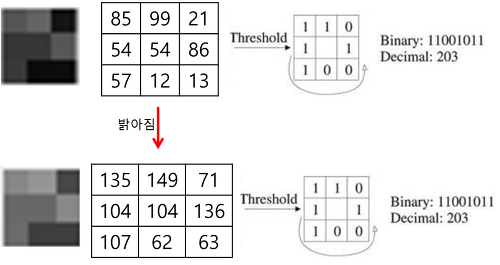 85 99 21
54 54 86
57 12 13
Threshold
1 1 0
1 1
1 0 0
Binary: 11001011
Decimal: 203
밝아짐
135 149 71
104 104 136
107 62 63
Threshold
1 1 0
1 1
1 0 0
Binary: 11001011
Decimal: 203